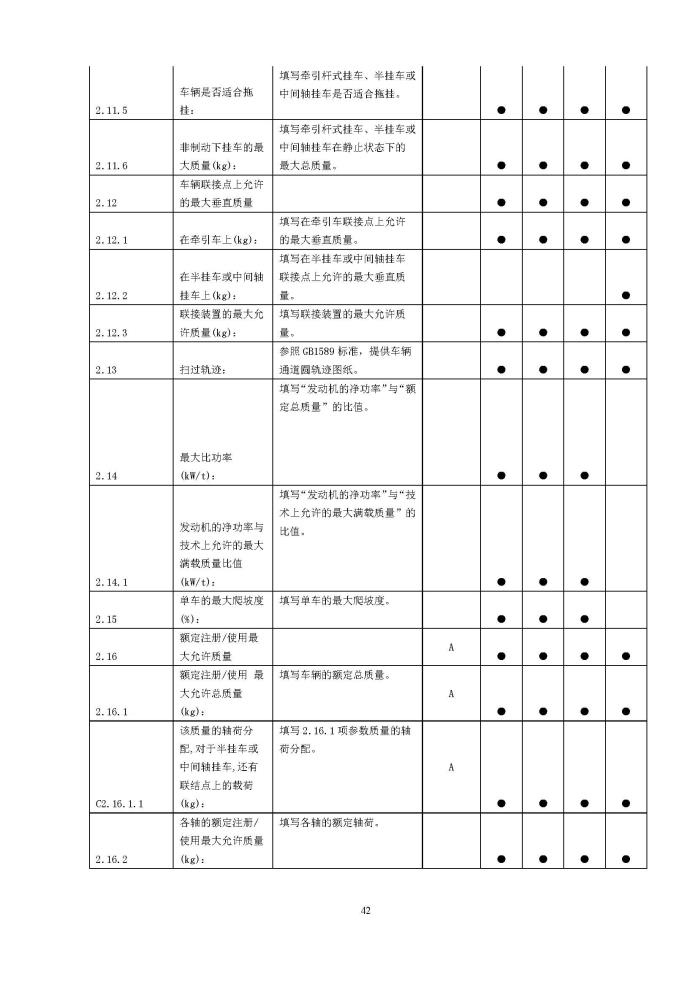 填写牵引杆式挂车、半挂车或
车辆是否适合拖 中间轴挂车是否适合拖挂。
2.11.5 挂： ● ● ● ●
填写牵引杆式挂车、半挂车或
非制动下挂车的最 中间轴挂车在静止状态下的
2.11.6 大质量(kg)： 最大总质量。 ● ● ● ●
车辆联接点上允许
2.12 的最大垂直质量 ● ● ● ●
填写在牵引车联接点上允许
2.12.1 在牵引车上(kg)： 的最大垂直质量。 ● ● ● ●
填写在半挂车或中间轴挂车
在半挂车或中间轴 联接点上允许的最大垂直质
2.12.2 挂车上(kg)： 量。 ●
联接装置的最大允 填写联接装置的最大允许质
2.12.3 许质量(kg)： 量。 ● ● ● ●
参照 GB1589 标准，提供车辆
2.13 扫过轨迹： 通道圆轨迹图纸。 ● ● ● ●
填写“发动机的净功率”与“额
定总质量”的比值。
最大比功率
2.14 (kW/t)： ● ● ●
填写“发动机的净功率”与“技
术上允许的最大满载质量”的
发动机的净功率与 比值。
技术上允许的最大
满载质量比值
2.14.1 (kW/t)： ● ● ●
单车的最大爬坡度 填写单车的最大爬坡度。
2.15 (%)： ● ● ●
额定注册/使用最
2.16 大允许质量 A ● ● ● ●
额定注册/使用 最 填写车辆的额定总质量。
大允许总质量 A
2.16.1 (kg)： ● ● ● ●
该质量的轴荷分 填写 2.16.1 项参数质量的轴
配,对于半挂车或 荷分配。
中间轴挂车,还有 A
联结点上的载荷
C2.16.1.1 (kg)： ● ● ● ●
各轴的额定注册/ 填写各轴的额定轴荷。
使用最大允许质量
2.16.2 (kg)： ● ● ● ●
42